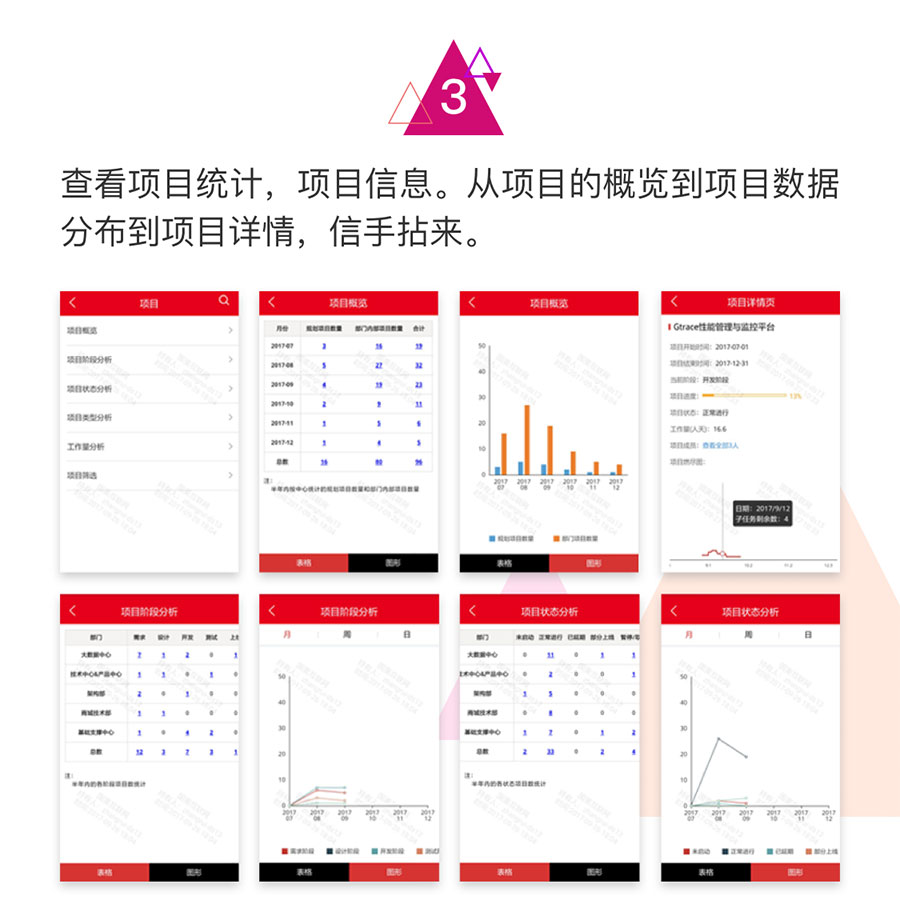 3
查看项目统计，项目信息。从项目的概览到项目数据
分布到项目详情，信手拈来。
项目
项目概览
项目阶段分析
项目状态分析
项目类型分析
工作量分析
项目筛选
项目概览
月份 规划项目数量 部门内部项目数量 合计
2017-07 3 16 19
2017-08 5 27 32
2017-09 4 19 23
2017-10 2 9 11
2017-11 1 5 6
2017-12 1 4 5
总数 16 80 96
注：
半年内按中心统计的规划项目数量和部门内部项目数量
表格 图形
项目概览
50
40
30
20
10
0
2017 2017 2017 2017 2017 2017
07 08 09 10 11 12
规划项目数量 部门项目数量
表格 图形
项目详情页
Gtrace性能管理与监控平台
项目开始时间：2017-07-01
项目结束时间：2017-12-31
当前阶段：开发阶段
项目进度： 13%
项目状态：正常进行
工作量(人天)：16.6
项目成员：查看全部3人
项目燃尽图：
日期：2017/9/12
子任务剩余数：4
9.1 10.2 11.2 12.3
项目阶段分析
部门 需求 设计 开发 测试 上线
大数据中心 7 1 2 0 1
技术中心&产品中心 1 1 0 1 0
架构部 2 0 1 0 0
商城技术部 1 1 0 0 0
基础支撑中心 1 0 4 2 0
总数 12 3 7 3 1
注：
半年内的各阶段项目数统计
表格 图形
项目阶段分析
月 周 日
50
40
30
20
10
0
2017 2017 2017 2017 2017 2017
07 08 09 10 11 12
需求阶段 设计阶段 开发阶段 测试
表格 图形
项目状态分析
部门 未启动 正常进行 已延期 部分上线 暂停/
大数据中心 0 11 0 1 1
技术中心&产品中心 0 2 0 0 1
架构部 1 5 0 0 0
商城技术部 0 8 0 0 0
基础支撑中心 1 7 0 1 2
总数 2 33 0 2 4
注：
半年内的各状态项目数统计
表格 图形
项目状态分析
月 周 日
50
40
30
20
10
0
2017 2017 2017 2017 2017 2017
07 08 09 10 11 12
未启动 正常进行 已延期 部分上线
表格 图形